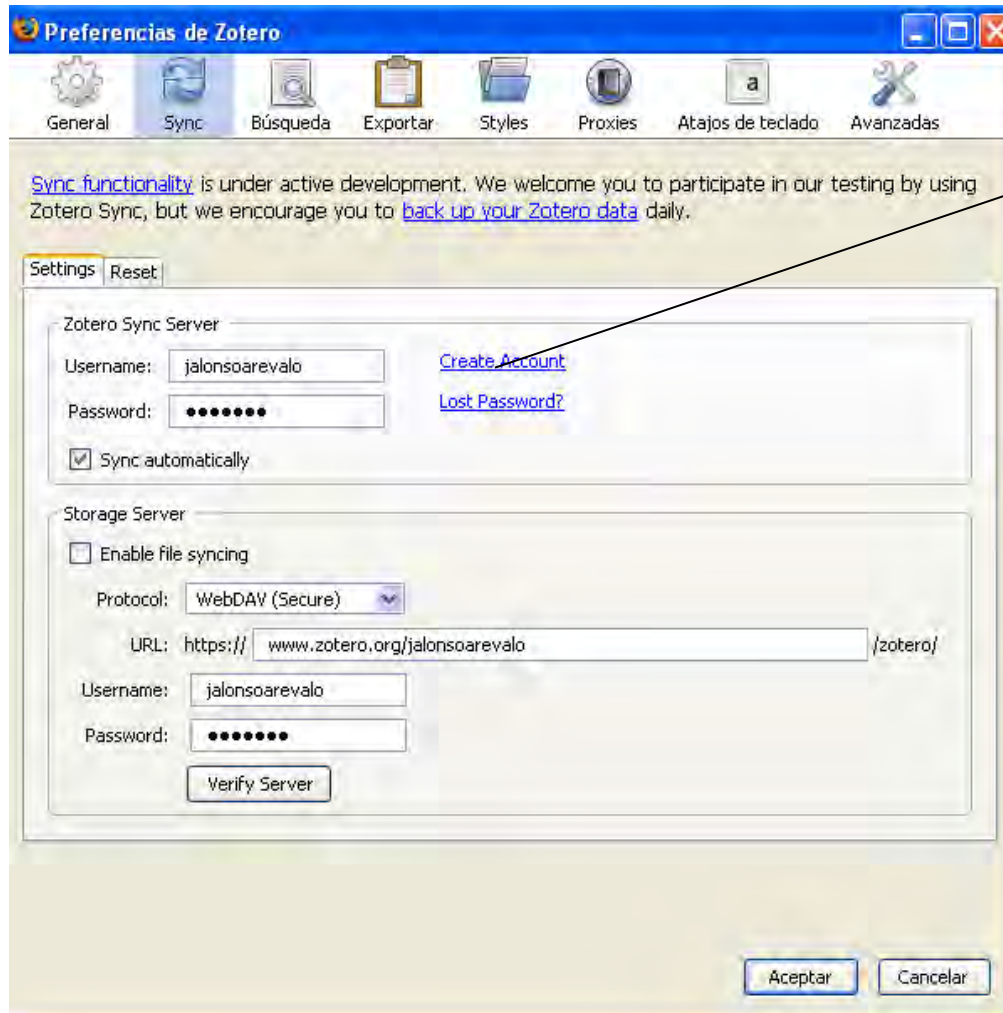 Preferencias de Zotero
General Sync Búsqueda Exportar Styles Proxies a Atajos de teclado Avanzadas
Sync functionality is under active development. We welcome you to participate in our testing by using
Zotero Sync, but we encourage you to back up your Zotero data daily.
Settings Reset
Zotero Sync Server
Username: jalonsoarevalo Create Account
Password: ●●●●●●● Lost Password?
Sync automatically
Storage Server
Enable file syncing
Protocol: WebDAV (Secure)
URL: https:// www.zotero.org/jalonsoarevalo /zotero/
Username: jalonsoarevalo
Password: ●●●●●●●
Verify Server
Aceptar Cancelar